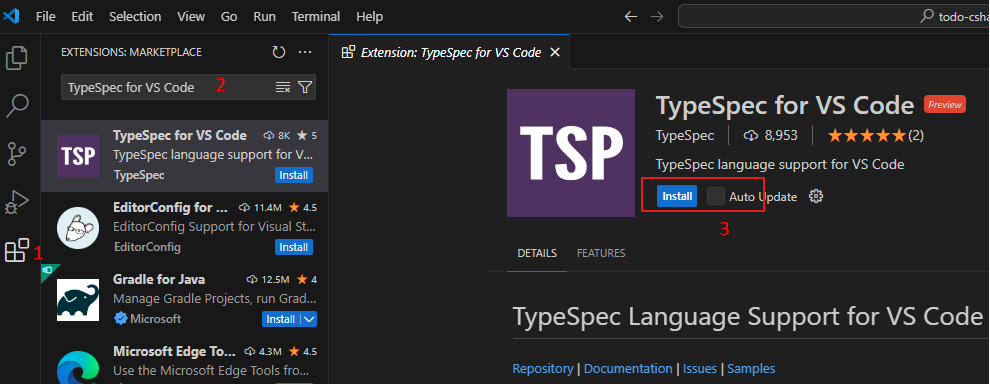 File Edit Selection View Go Run Terminal Help
todo-csha
EXTENSIONS: MARKETPLACE
Extension: TypeSpec for VS Code
TypeSpec for VS Code
2
TypeSpec for VS Code 8K 5
TypeSpec language support for V...
TypeSpec Install
EditorConfig for ... 11.4M 4.5
EditorConfig Support for Visual St...
EditorConfig Install
1
Gradle for Java 12.5M 4
Manage Gradle Projects, run Grad...
Microsoft Install
Microsoft Edge To... 4.3M 4.5
Use the Microsoft Edge Tools from...
TSP
TSP
TypeSpec for VS Code Preview
TypeSpec 8,953 (2)
TypeSpec language support for VS Code
Install Auto Update
3
DETAILS FEATURES
TypeSpec Language Support for VS Code
Repository | Documentation | Issues | Samples